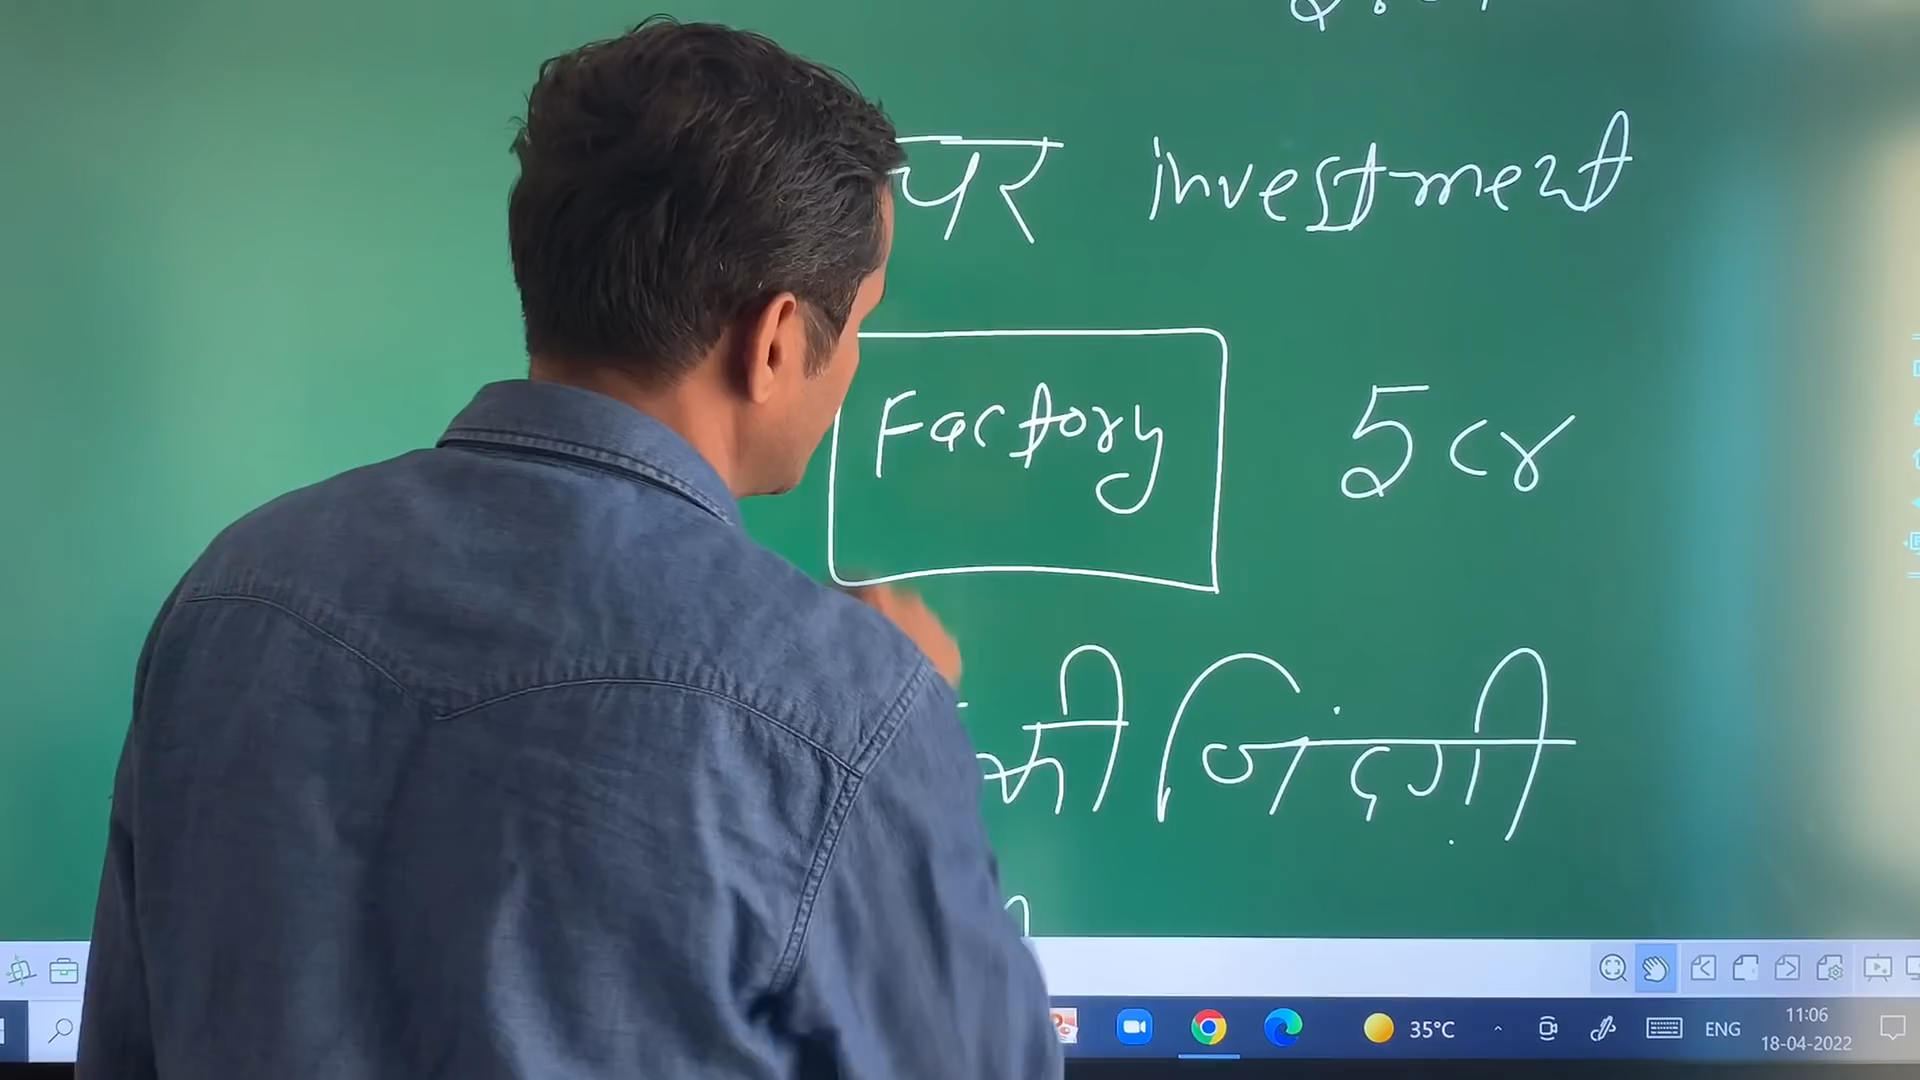 पर investment
Factory 5 cr
की जिंदगी
35°C ENG 11:06
18-04-2022